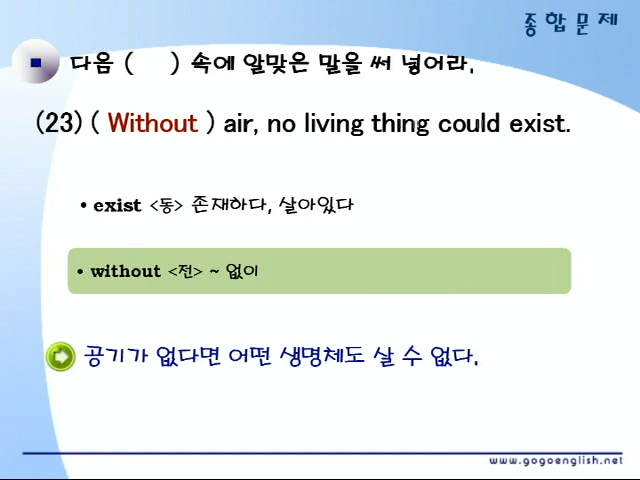 종합문제
다음 (    ) 속에 알맞은 말을 써 넣어라.
(23) ( Without ) air, no living thing could exist.
• exist <동> 존재하다, 살아있다
• without <전> ~ 없이
공기가 없다면 어떤 생명체도 살 수 없다.
www.gogoenglish.net